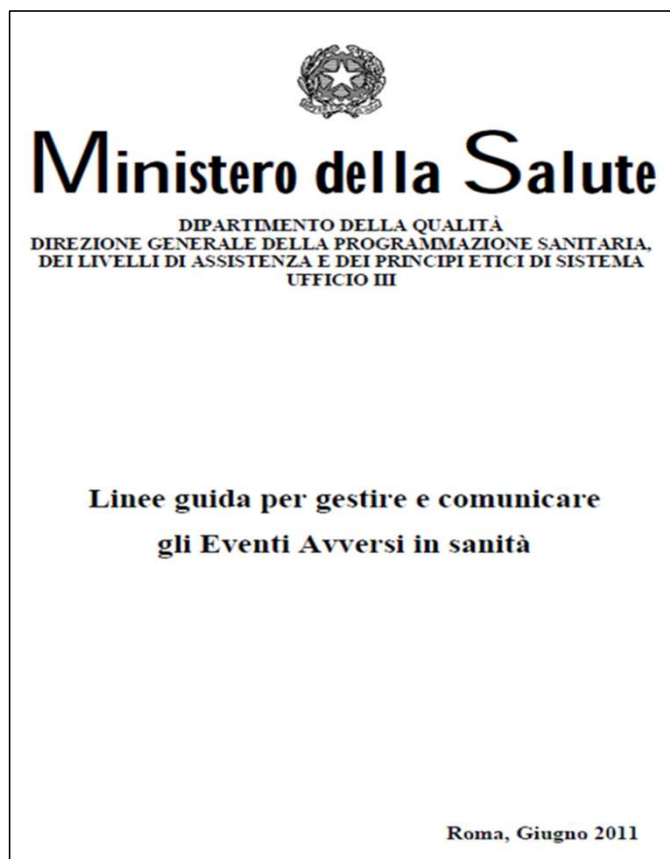 Ministero della Salute
DIPARTIMENTO DELLA QUALITÀ
DIREZIONE GENERALE DELLA PROGRAMMAZIONE SANITARIA,
DEI LIVELLI DI ASSISTENZA E DEI PRINCIPI ETICI DI SISTEMA
UFFICIO III
Linee guida per gestire e comunicare
gli Eventi Avversi in sanità
Roma, Giugno 2011